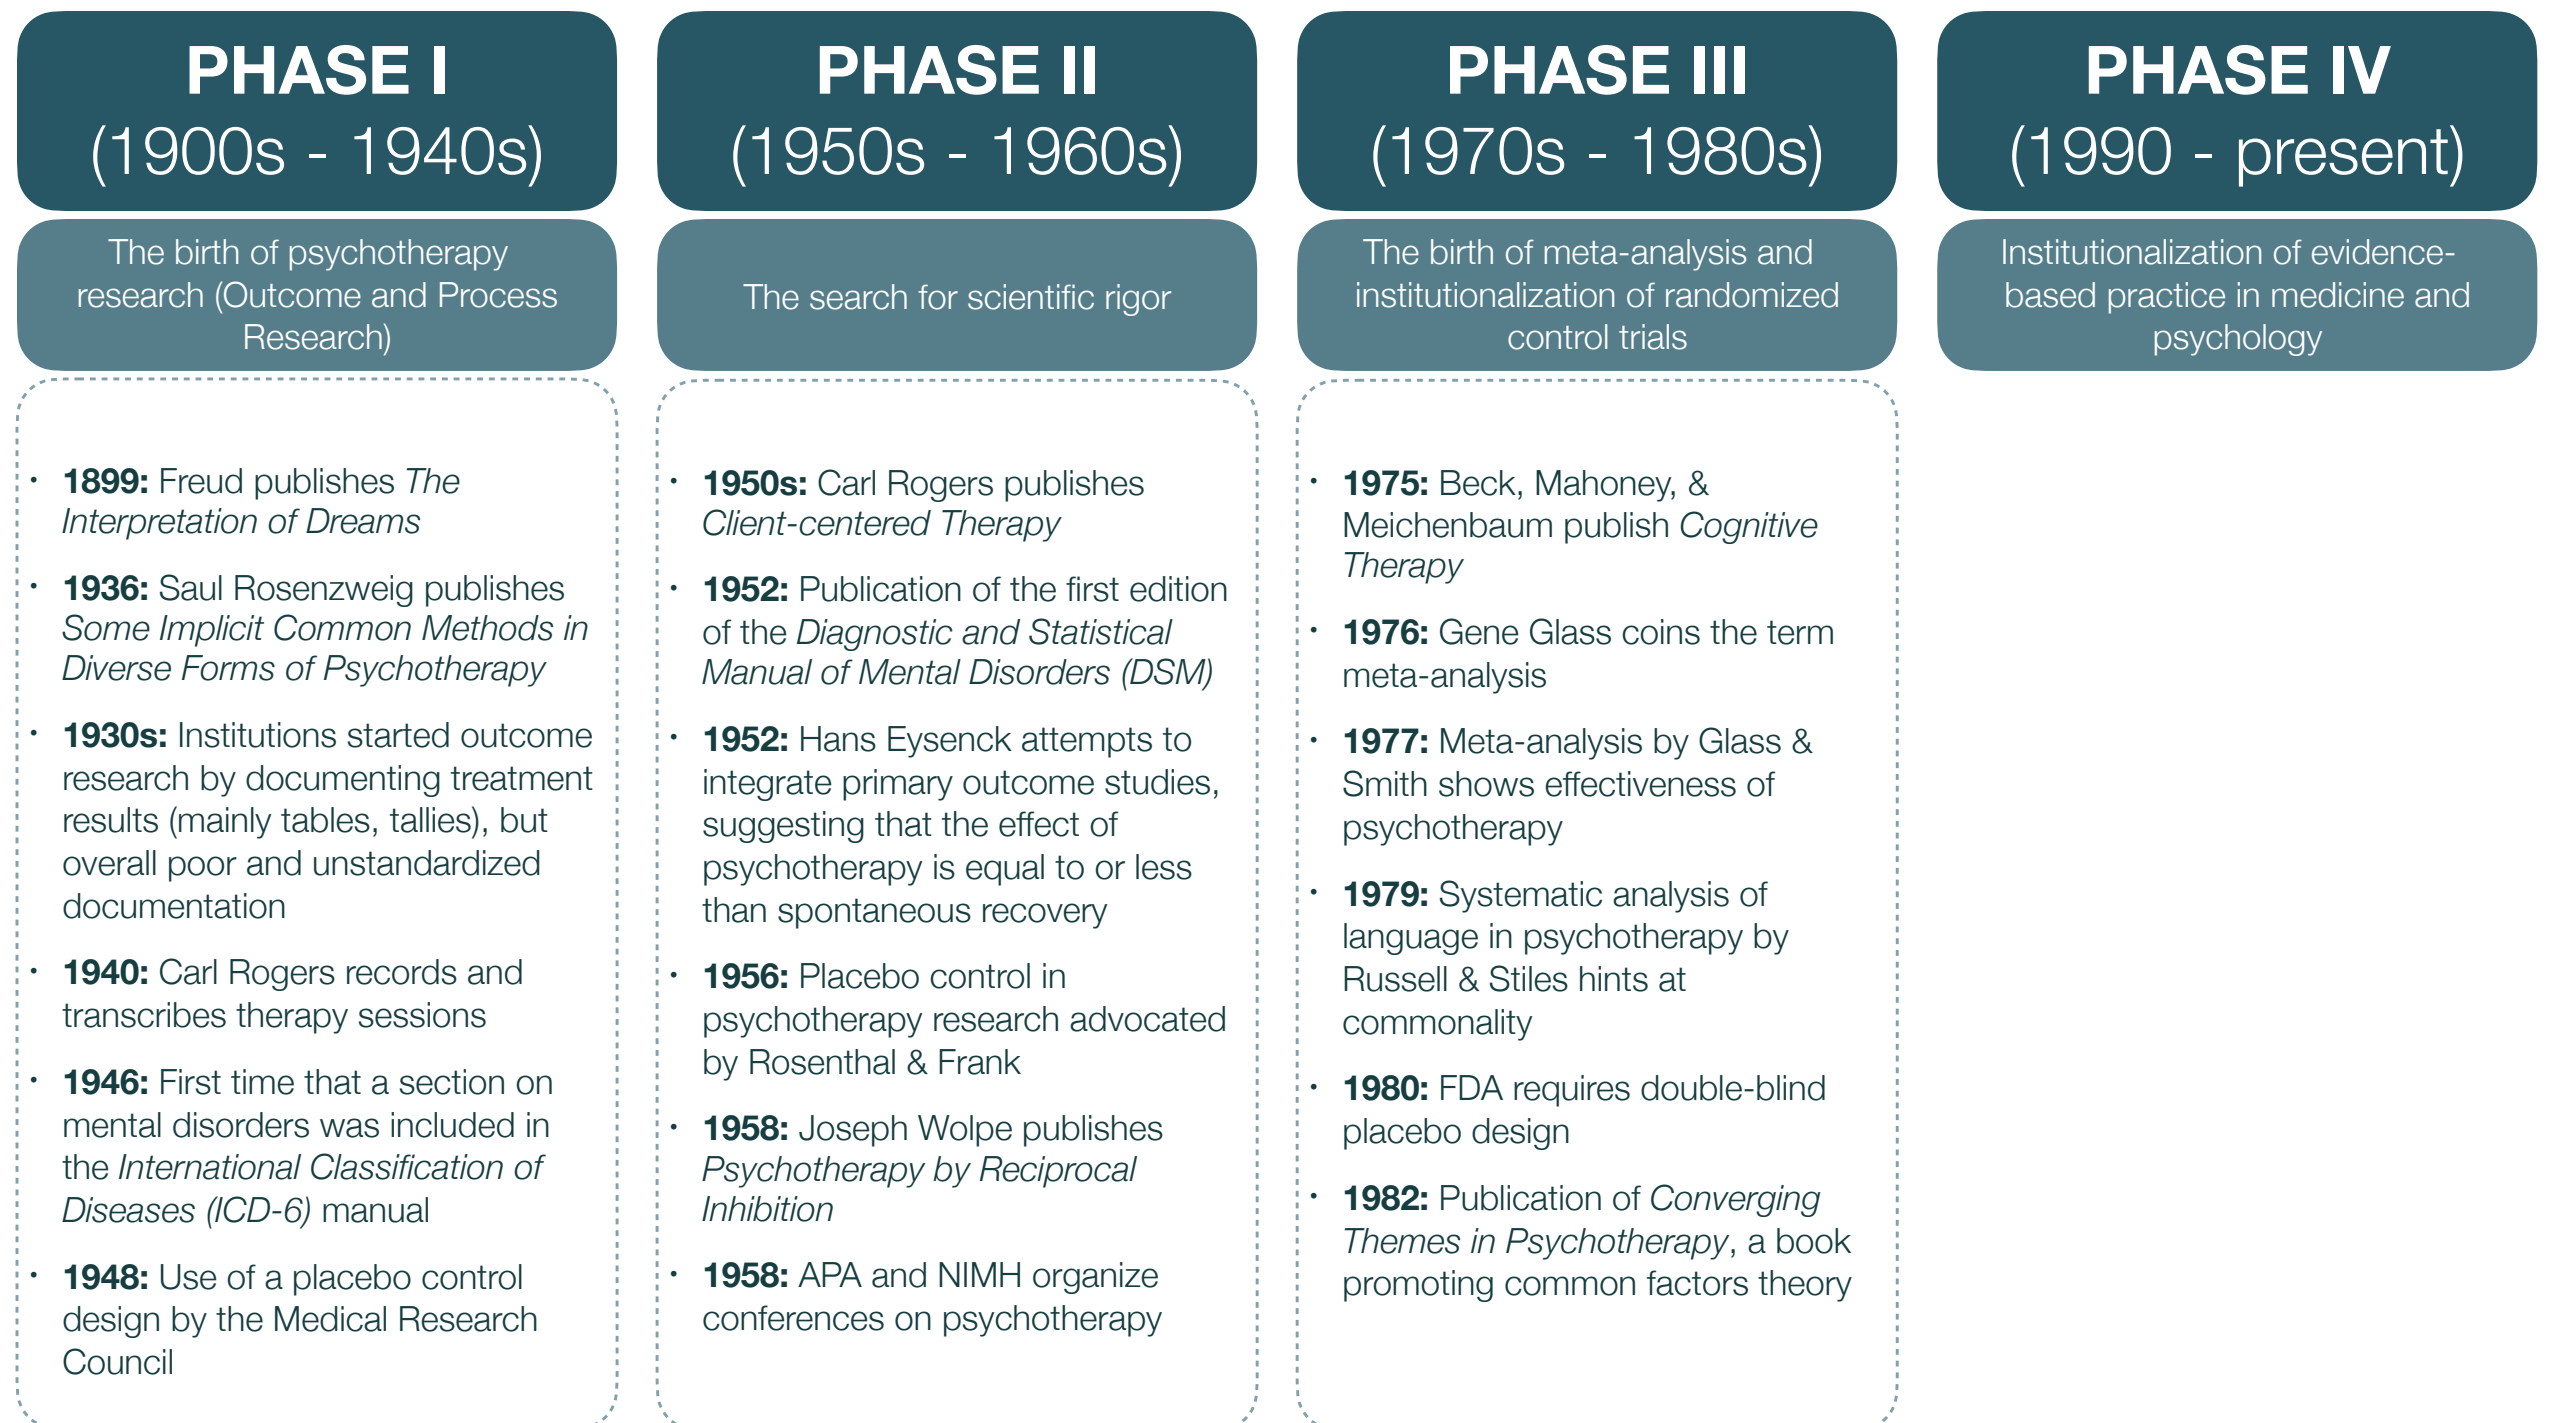 PHASE I
(1900s - 1940s)
The birth of psychotherapy
research (Outcome and Process
Research)
• 1899: Freud publishes The
Interpretation of Dreams
• 1936: Saul Rosenzweig publishes
Some Implicit Common Methods in
Diverse Forms of Psychotherapy
• 1930s: Institutions started outcome
research by documenting treatment
results (mainly tables, tallies), but
overall poor and unstandardized
documentation
• 1940: Carl Rogers records and
transcribes therapy sessions
• 1946: First time that a section on
mental disorders was included in
the International Classification of
Diseases (ICD-6) manual
• 1948: Use of a placebo control
design by the Medical Research
Council
PHASE II
(1950s - 1960s)
The search for scientific rigor
• 1950s: Carl Rogers publishes
Client-centered Therapy
• 1952: Publication of the first edition
of the Diagnostic and Statistical
Manual of Mental Disorders (DSM)
• 1952: Hans Eysenck attempts to
integrate primary outcome studies,
suggesting that the effect of
psychotherapy is equal to or less
than spontaneous recovery
• 1956: Placebo control in
psychotherapy research advocated
by Rosenthal & Frank
• 1958: Joseph Wolpe publishes
Psychotherapy by Reciprocal
Inhibition
• 1958: APA and NIMH organize
conferences on psychotherapy
PHASE III
(1970s - 1980s)
The birth of meta-analysis and
institutionalization of randomized
control trials
• 1975: Beck, Mahoney, &
Meichenbaum publish Cognitive
Therapy
• 1976: Gene Glass coins the term
meta-analysis
• 1977: Meta-analysis by Glass &
Smith shows effectiveness of
psychotherapy
• 1979: Systematic analysis of
language in psychotherapy by
Russell & Stiles hints at
commonality
• 1980: FDA requires double-blind
placebo design
• 1982: Publication of Converging
Themes in Psychotherapy, a book
promoting common factors theory
PHASE IV
(1990 - present)
Institutionalization of evidence-
based practice in medicine and
psychology